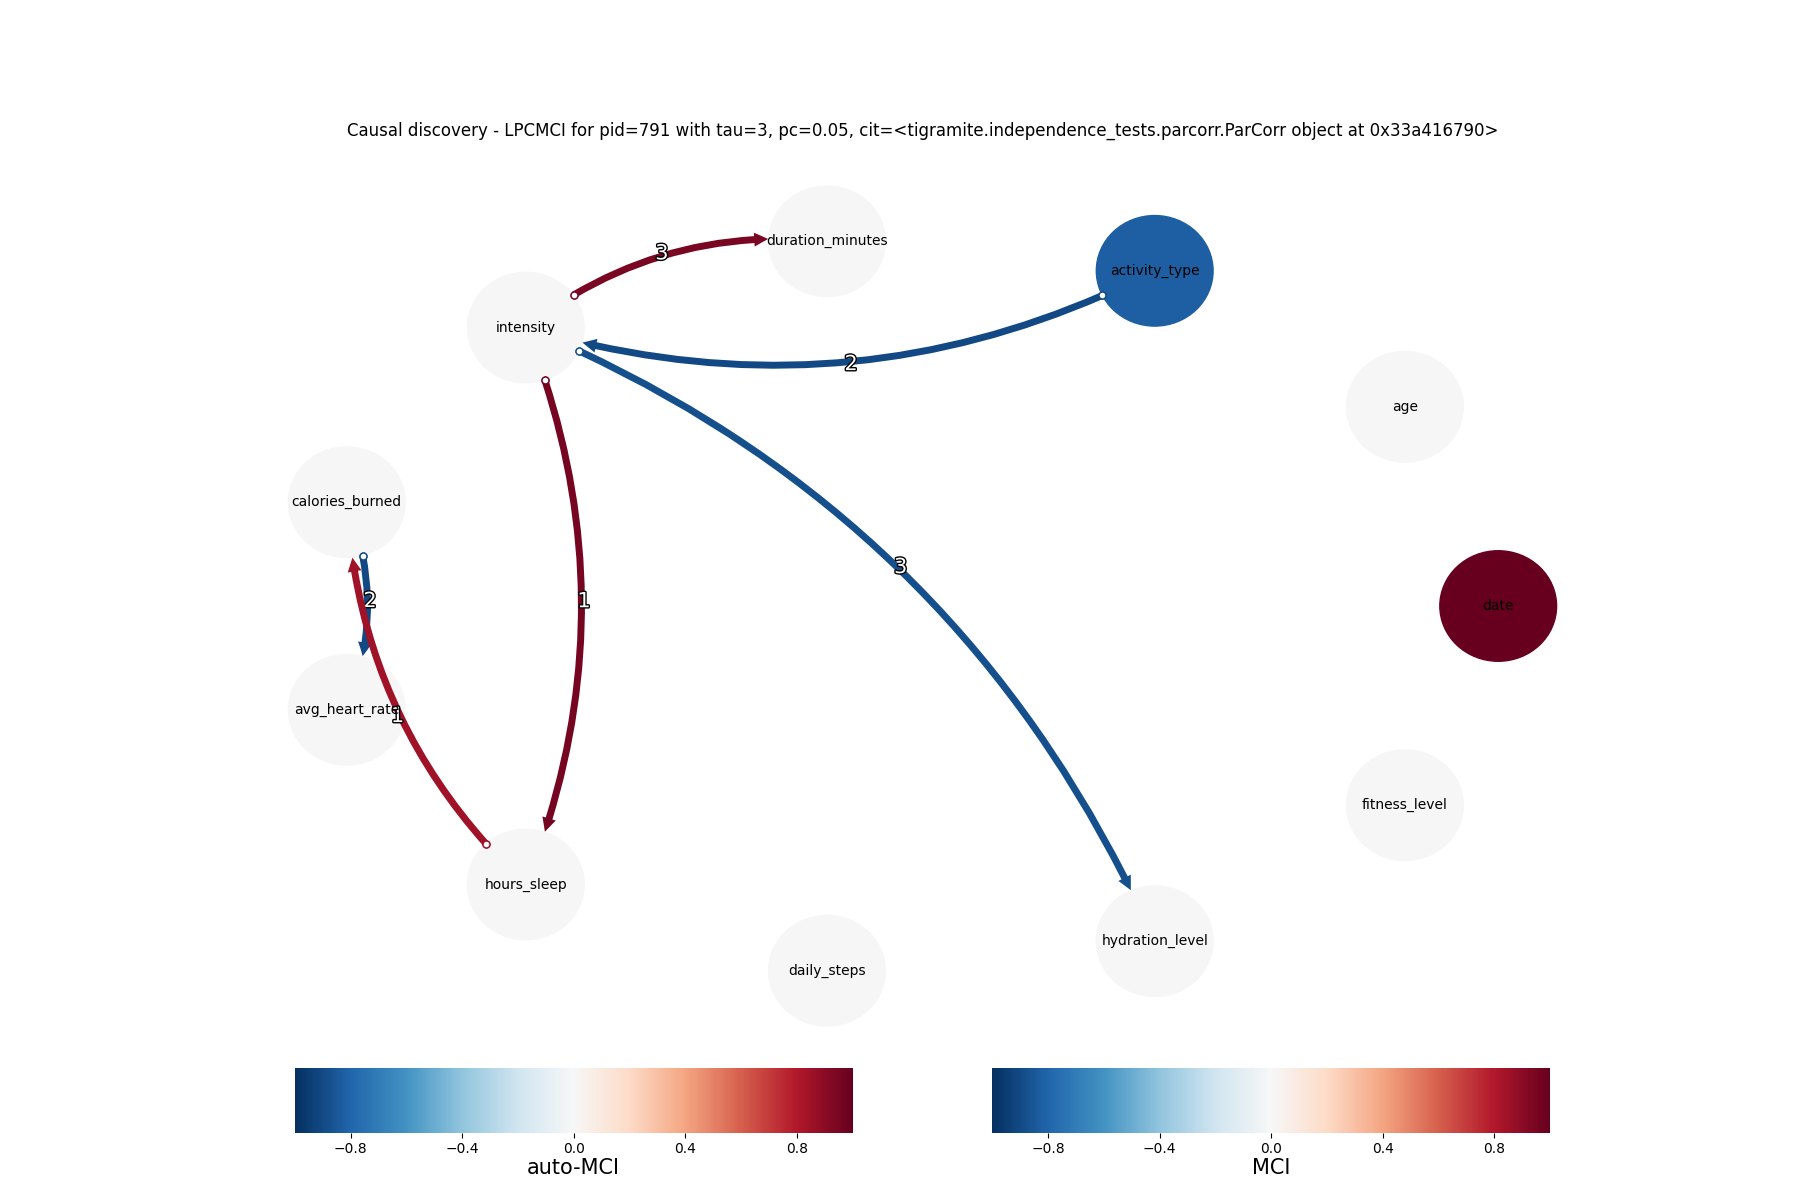 Causal discovery - LPCMCI for pid=791 with tau=3, pc=0.05, cit=<tigramite.independence_tests.parcorr.ParCorr object at 0x33a416790>
duration_minutes
3
activity_type
intensity
2
age
calories_burned
3
2
1
date
avg_heart_rate
1
fitness_level
hours_sleep
hydration_level
daily_steps
−0.8 −0.4 0.0 0.4 0.8
auto-MCI
−0.8 −0.4 0.0 0.4 0.8
MCI